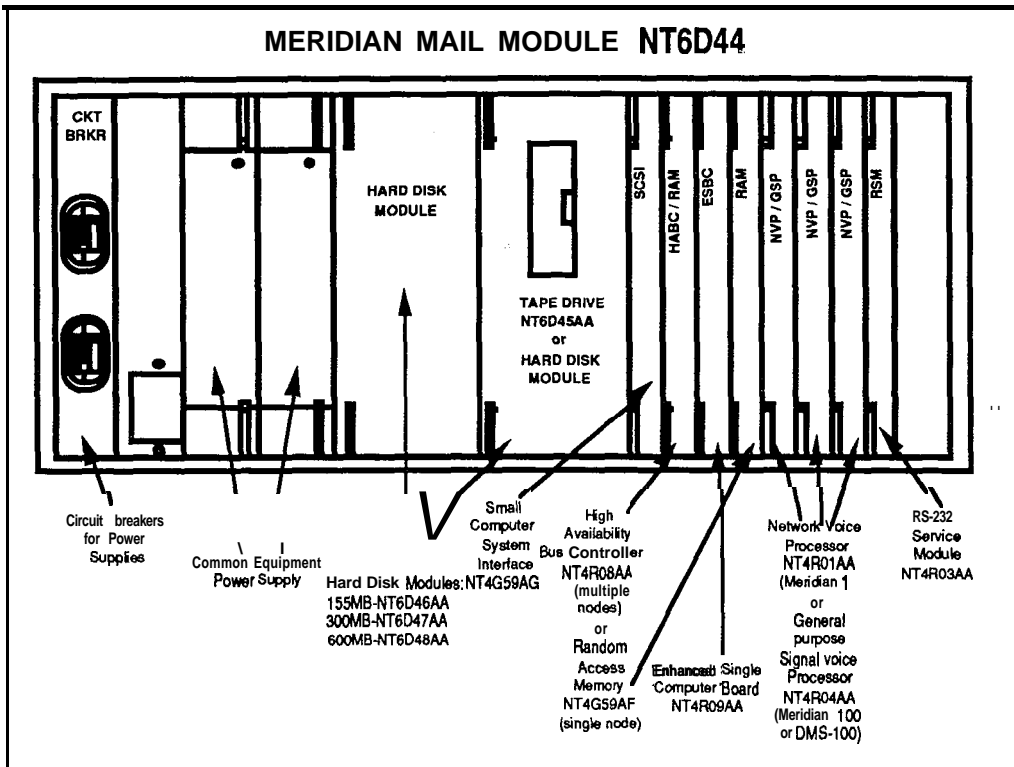 MERIDIAN MAIL MODULE NT6D44
CKT
BRKR
HARD DISK
MODULE
TAPE DRIVE
NT6D45AA
or
HARD DISK
MODULE
SCSI
HABC / RAM
ESBC
RAM
NVP / GSP
NVP / GSP
NVP / GSP
RSM
Circuit breakers
for Power
Supplies
Common Equipment
Power Supply
Hard Disk Modules:
155MB-NT6D46AA
300MB-NT6D47AA
600MB-NT6D48AA
Small
Computer
System
Interface
NT4G59AG
High
Availability
Bus Controller
NT4R08AA
(multiple
nodes)
or
Random
Access
Memory
NT4G59AF
(single node)
Enhanced Single
Computer Board
NT4R09AA
Network Voice
Processor
NT4R01AA
(Meridian 1
or
General
purpose
Signal voice
Processor
NT4R04AA
(Meridian 100
or DMS-100)
RS-232
Service
Module
NT4R03AA